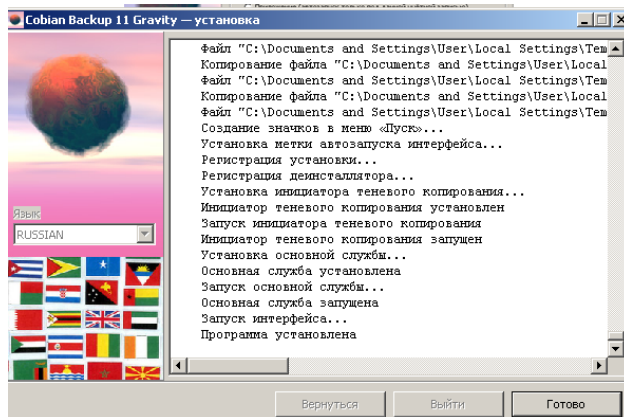 Cobian Backup 11 Gravity — установка
Файл "C:\Documents and Settings\User\Local Settings\Tem
Копирование файла "C:\Documents and Settings\User\Local
Файл "C:\Documents and Settings\User\Local Settings\Tem
Копирование файла "C:\Documents and Settings\User\Local
Файл "C:\Documents and Settings\User\Local Settings\Tem
Создание значков в меню «Пуск»...
Установка метки автозапуска интерфейса...
Регистрация установки...
Регистрация деинсталлятора...
Установка инициатора теневого копирования...
Инициатор теневого копирования установлен
Запуск инициатора теневого копирования
Инициатор теневого копирования запущен
Установка основной службы...
Основная служба установлена
Запуск основной службы...
Основная служба запущена
Запуск интерфейса...
Программа установлена
Язык
RUSSIAN
Вернуться
Выйти
Готово